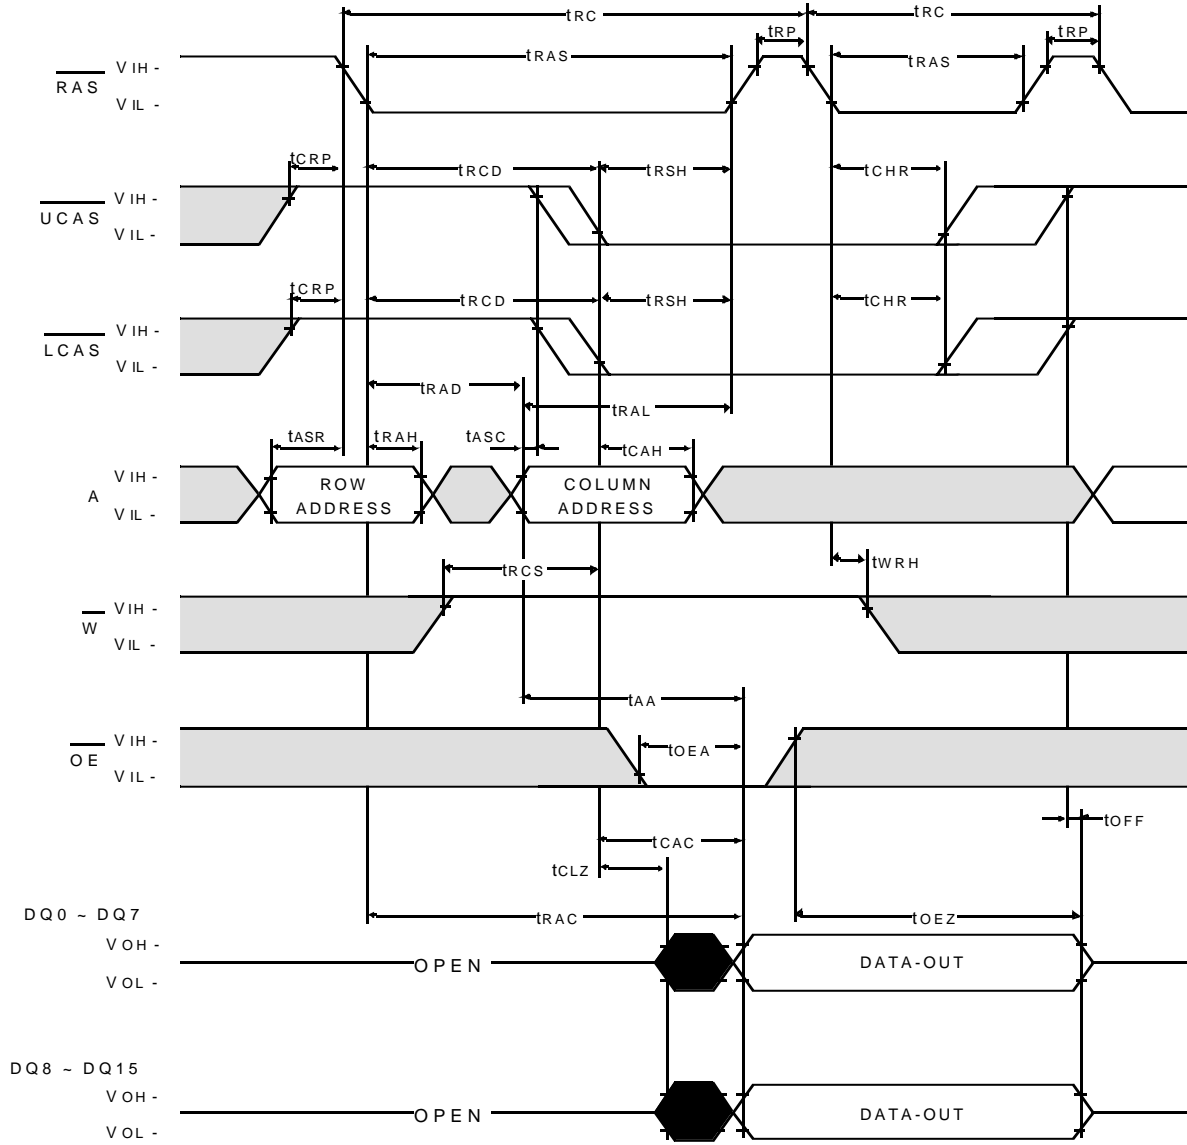 tRC tRC
tRP tRP
tRAS tRAS
RAS
VIH -
VIL -
tCRP tRCD tRSH tCHR
UCAS
VIH -
VIL -
tCRP tRCD tRSH tCHR
LCAS
VIH -
VIL -
tRAD
tRAL
tASR tRAH tASC tCAH
A
VIH -
VIL -
ROW
ADDRESS
COLUMN
ADDRESS
tRCS tWRH
W
VIH -
VIL -
tAA
OE
VIH -
VIL -
tOEA
tOFF
tCAC
tCLZ
tRAC tOEZ
DQ0 ~ DQ7
VOH -
VOL -
OPEN
DATA-OUT
DQ8 ~ DQ15
VOH -
VOL -
OPEN
DATA-OUT